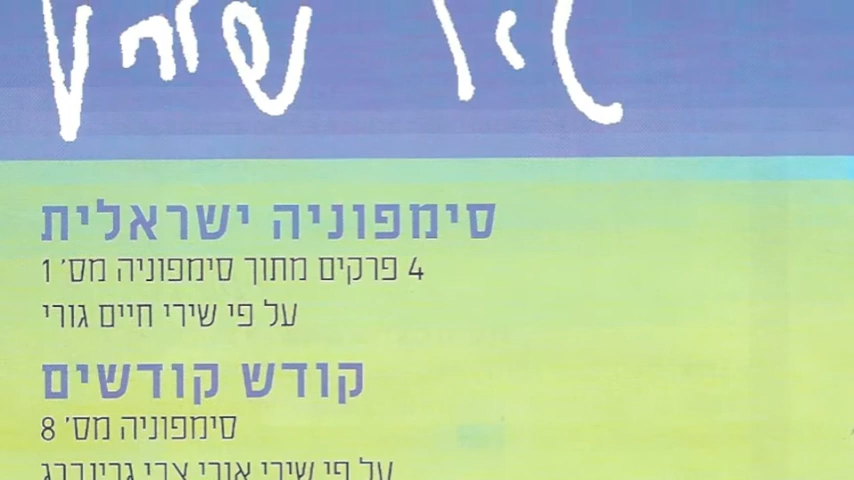 סימפוניה ישראלית
4 פרקים מתוך סימפוניה מס' 1
על פי שירי חיים גורי
קודש קודשים
סימפוניה מס' 8
על פי שירי אורי צבי גרינברג